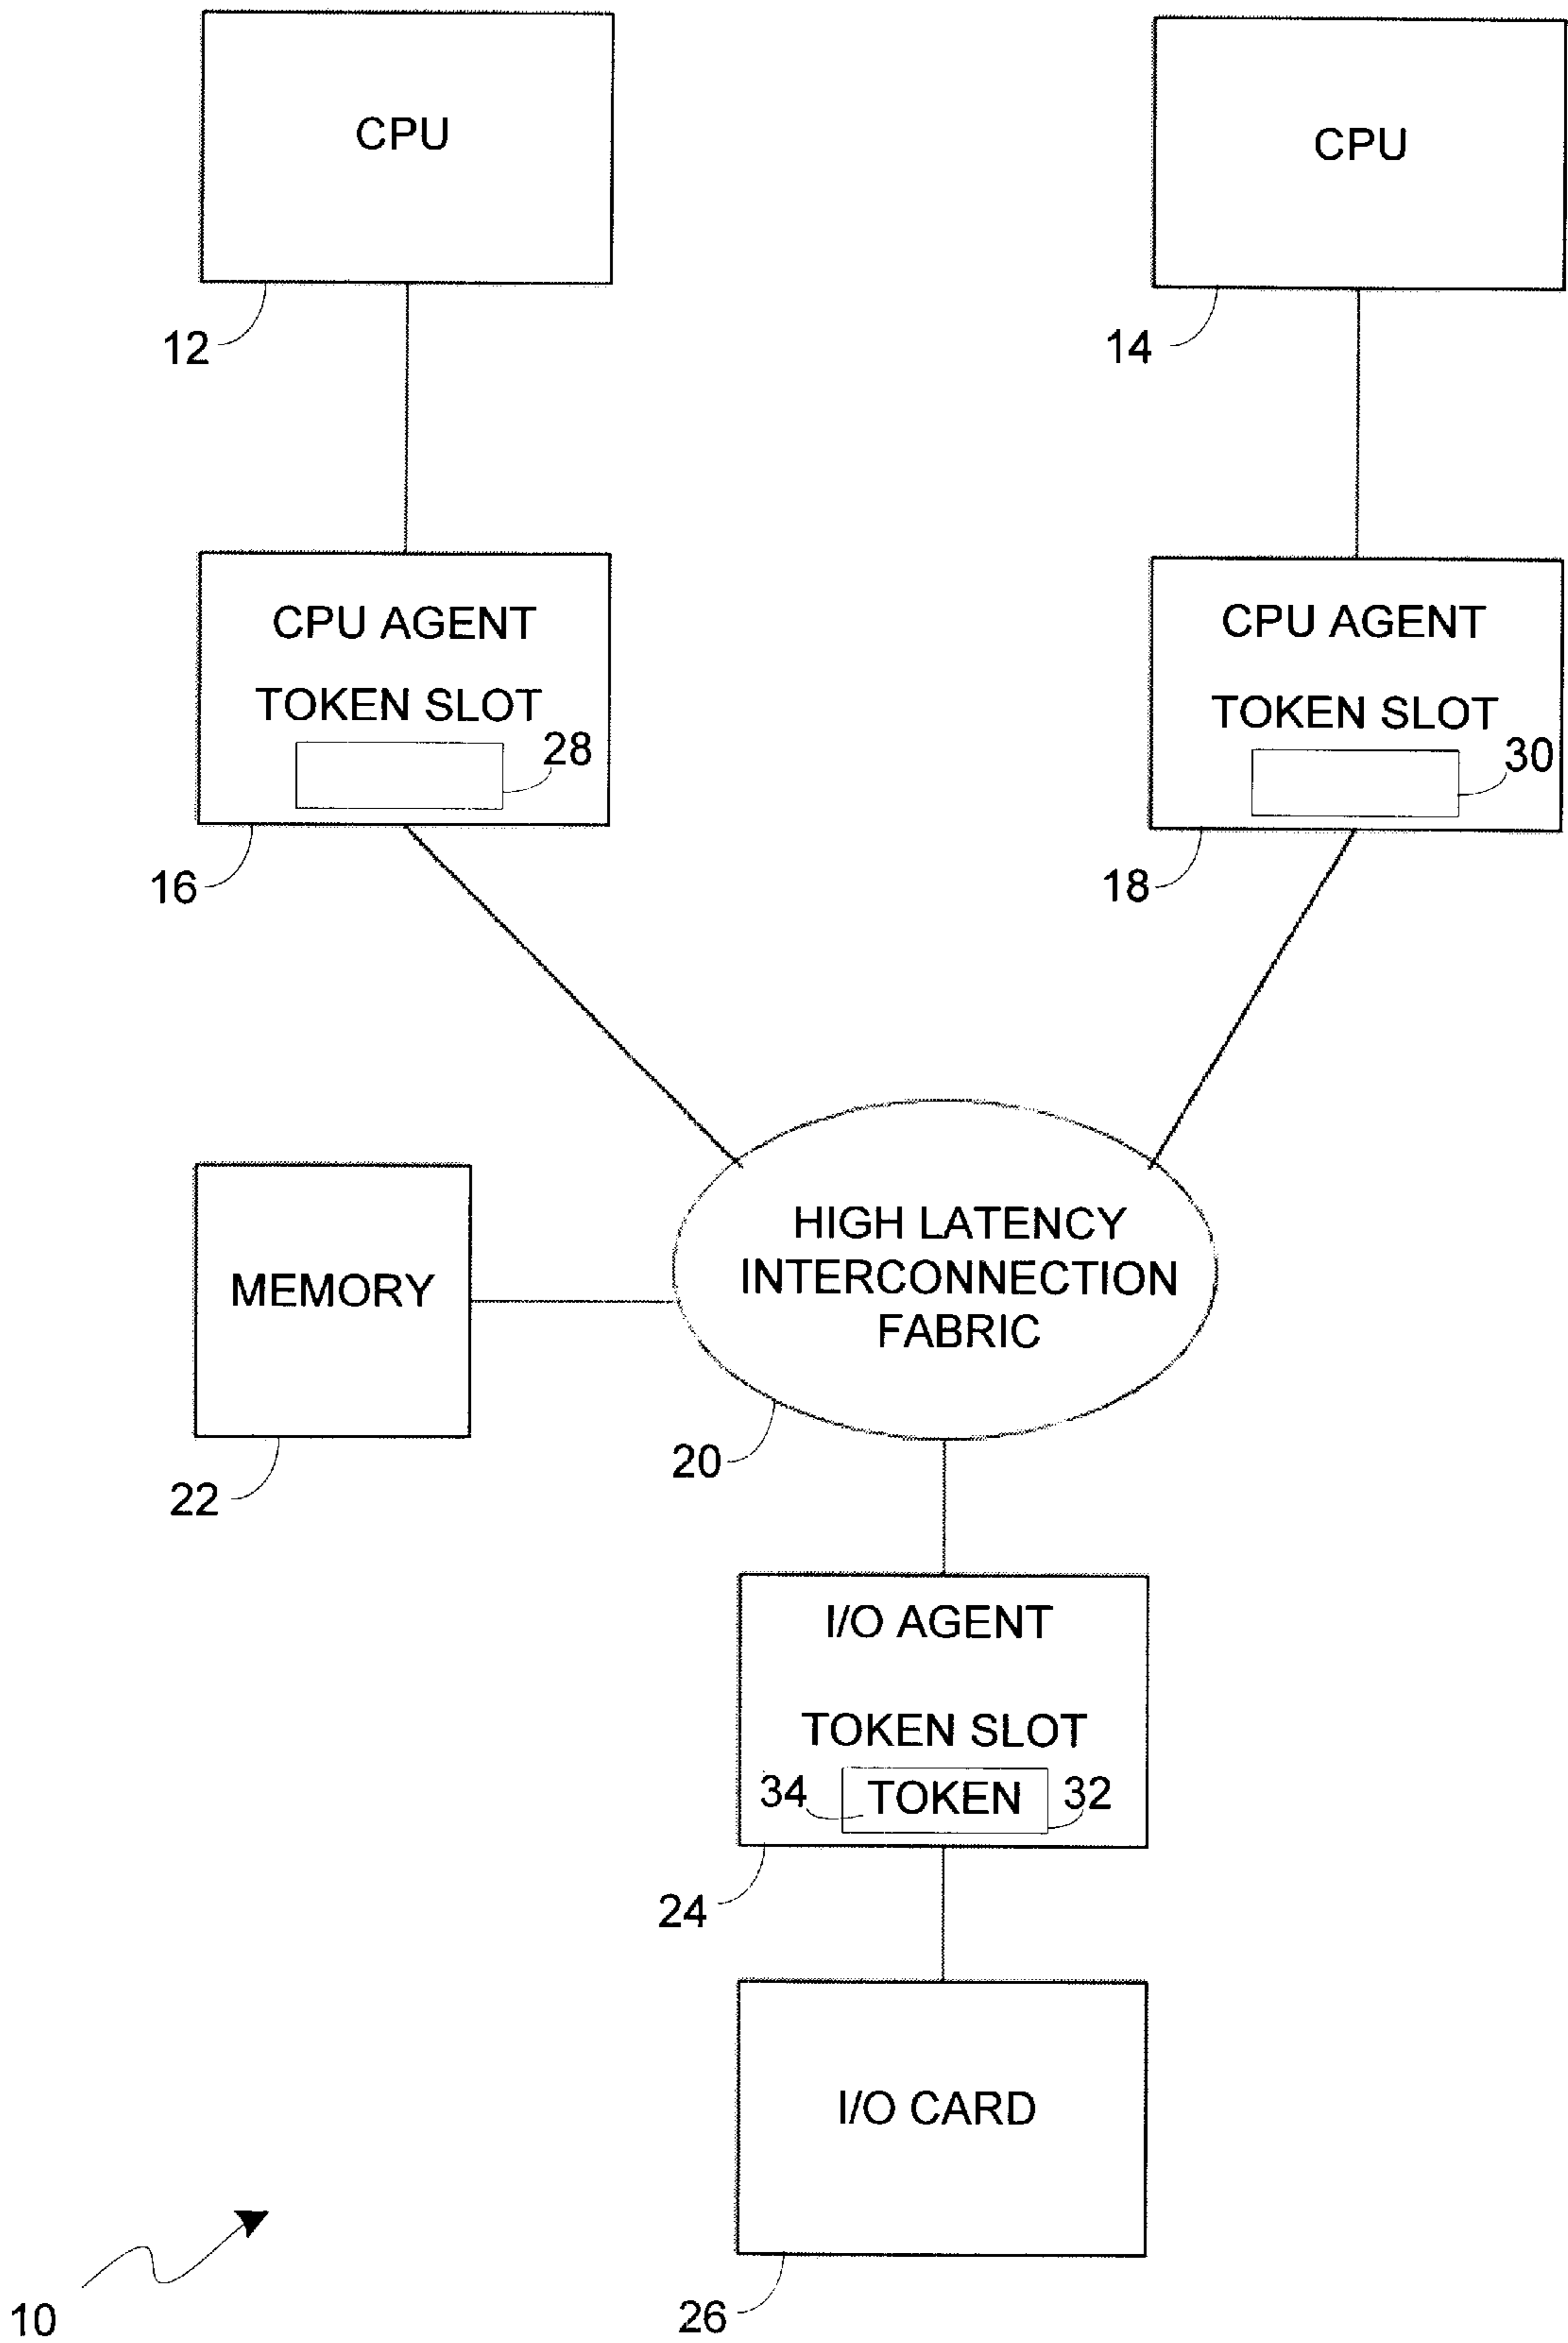 CPU
CPU
12
14
CPU AGENT
TOKEN SLOT
28
CPU AGENT
TOKEN SLOT
30
16
18
HIGH LATENCY
INTERCONNECTION
FABRIC
MEMORY
20
22
I/O AGENT
TOKEN SLOT
34
TOKEN
32
24
I/O CARD
10
26